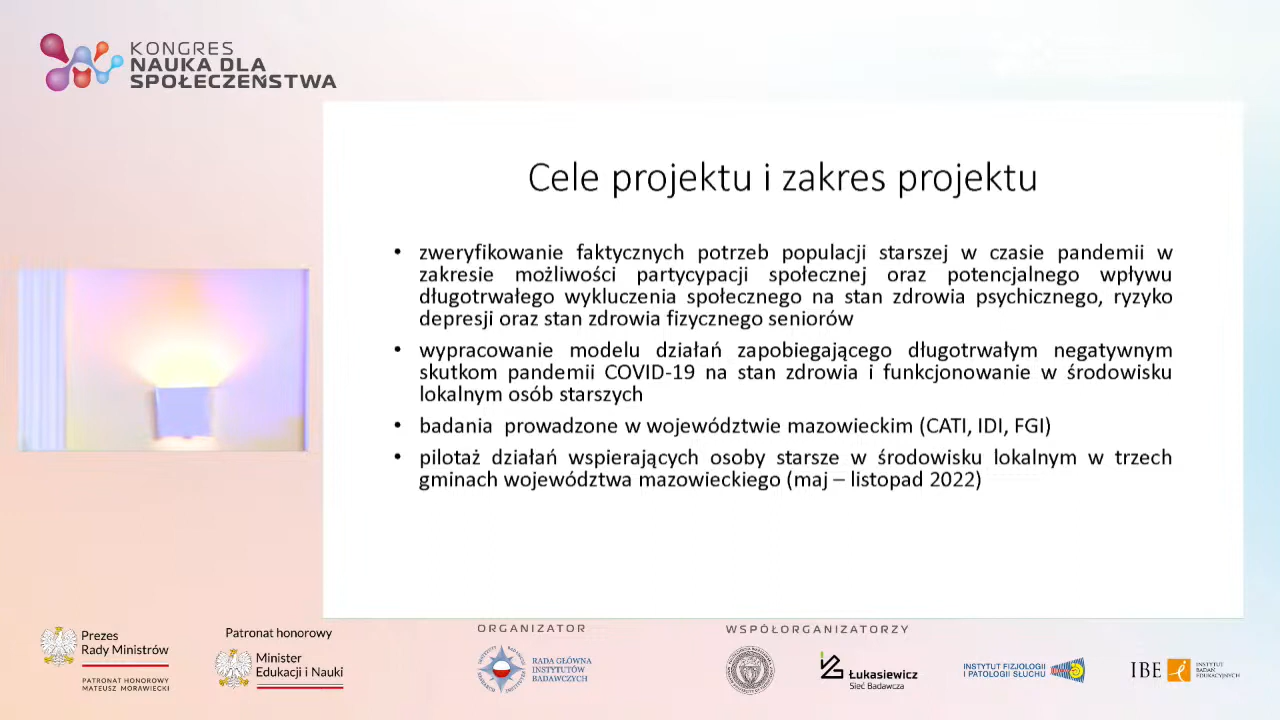 KONGRES
NAUKA DLA
SPOŁECZEŃSTWA
Cele projektu i zakres projektu
• zweryfikowanie faktycznych potrzeb populacji starszej w czasie pandemii w
zakresie możliwości partycypacji społecznej oraz potencjalnego wpływu
długotrwałego wykluczenia społecznego na stan zdrowia psychicznego, ryzyko
depresji oraz stan zdrowia fizycznego seniorów
• wypracowanie modelu działań zapobiegającego długotrwałym negatywnym
skutkom pandemii COVID-19 na stan zdrowia i funkcjonowanie w środowisku
lokalnym osób starszych
• badania prowadzone w województwie mazowieckim (CATI, IDI, FGI)
• pilotaż działań wspierających osoby starsze w środowisku lokalnym w trzech
gminach województwa mazowieckiego (maj – listopad 2022)
Prezes
Rady Ministrów
PATRONAT HONOROWY
MATEUSZ MORAWIECKI
Patronat honorowy
Minister
Edukacji i Nauki
ORGANIZATOR
RADA GŁÓWNA
INSTYTUTÓW
BADAWCZYCH
WSPÓŁORGANIZATORZY
Łukasiewicz
Sieć Badawcza
INSTYTUT FIZJOLOGII
I PATOLOGII SŁUCHU
IBE
INSTYTUT
BADAŃ
EDUKACYJNYCH